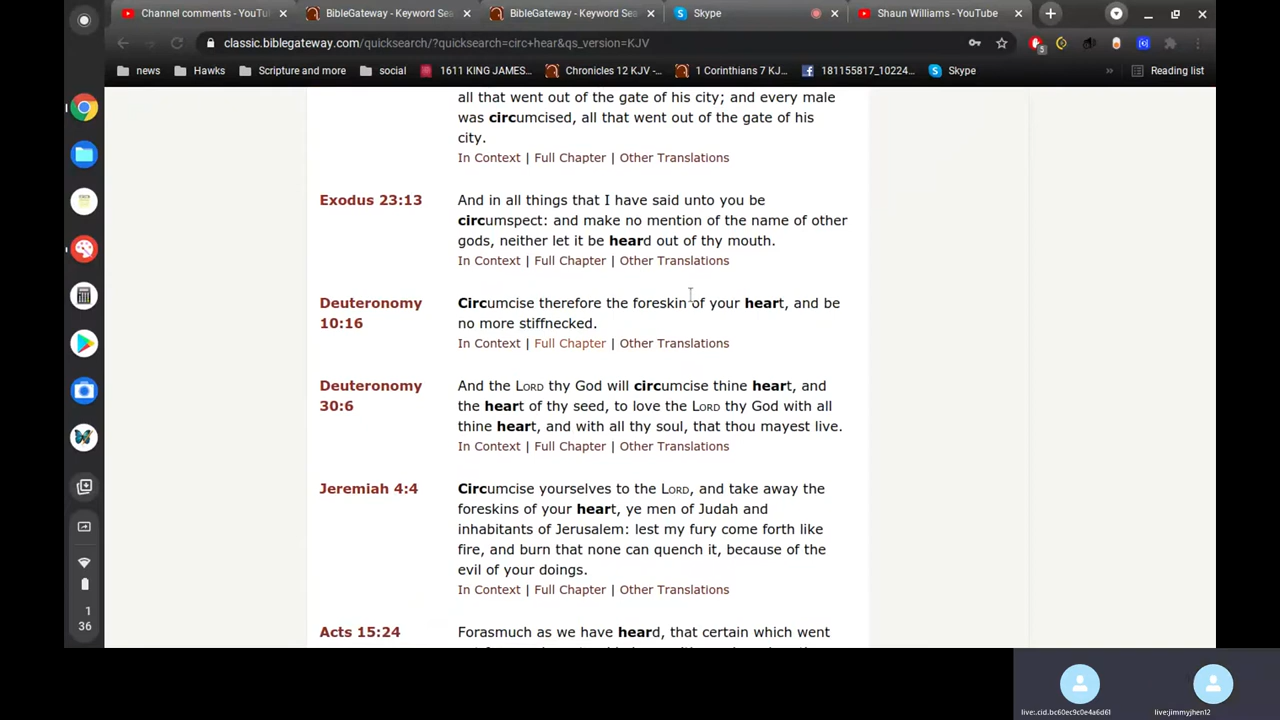 Channel comments - YouTu
BibleGateway - Keyword Sea
BibleGateway - Keyword Sea
Skype
Shaun Williams - YouTube
classic.biblegateway.com/quicksearch/?quicksearch=circ+hear&qs_version=KJV
5
news
Hawks
Scripture and more
social
1611 KING JAMES...
Chronicles 12 KJV -...
1 Corinthians 7 KJ...
181155817_10224...
Skype
»
Reading list
all that went out of the gate of his city; and every male
was circumcised, all that went out of the gate of his
city.
In Context | Full Chapter | Other Translations
Exodus 23:13
And in all things that I have said unto you be
circumspect: and make no mention of the name of other
gods, neither let it be heard out of thy mouth.
In Context | Full Chapter | Other Translations
Deuteronomy
10:16
Circumcise therefore the foreskin of your heart, and be
no more stiffnecked.
In Context | Full Chapter | Other Translations
Deuteronomy
30:6
And the LORD thy God will circumcise thine heart, and
the heart of thy seed, to love the LORD thy God with all
thine heart, and with all thy soul, that thou mayest live.
In Context | Full Chapter | Other Translations
Jeremiah 4:4
Circumcise yourselves to the LORD, and take away the
foreskins of your heart, ye men of Judah and
inhabitants of Jerusalem: lest my fury come forth like
fire, and burn that none can quench it, because of the
evil of your doings.
In Context | Full Chapter | Other Translations
Acts 15:24
Forasmuch as we have heard, that certain which went
1
36
live:.cid.bc60ec9c0e4a6d61
live:jimmyjhen12